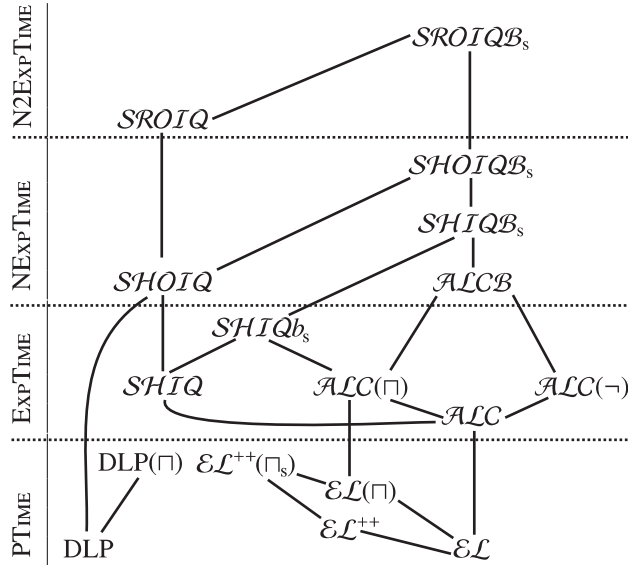 N2ExpTime
𝒮ℛ𝒪ℐ𝒬ℬₛ
𝒮ℛ𝒪ℐ𝒬
NExpTime
𝒮ℋ𝒪ℐ𝒬ℬₛ
𝒮ℋℐ𝒬ℬₛ
𝒮ℋ𝒪ℐ𝒬
𝒜ℒ𝒞ℬ
ExpTime
𝒮ℋℐ𝒬bₛ
𝒮ℋℐ𝒬
𝒜ℒ𝒞(⊓)
𝒜ℒ𝒞(¬)
𝒜ℒ𝒞
PTime
DLP(⊓)
ℰℒ⁺⁺(⊓ₛ)
ℰℒ(⊓)
ℰℒ⁺⁺
DLP
ℰℒ